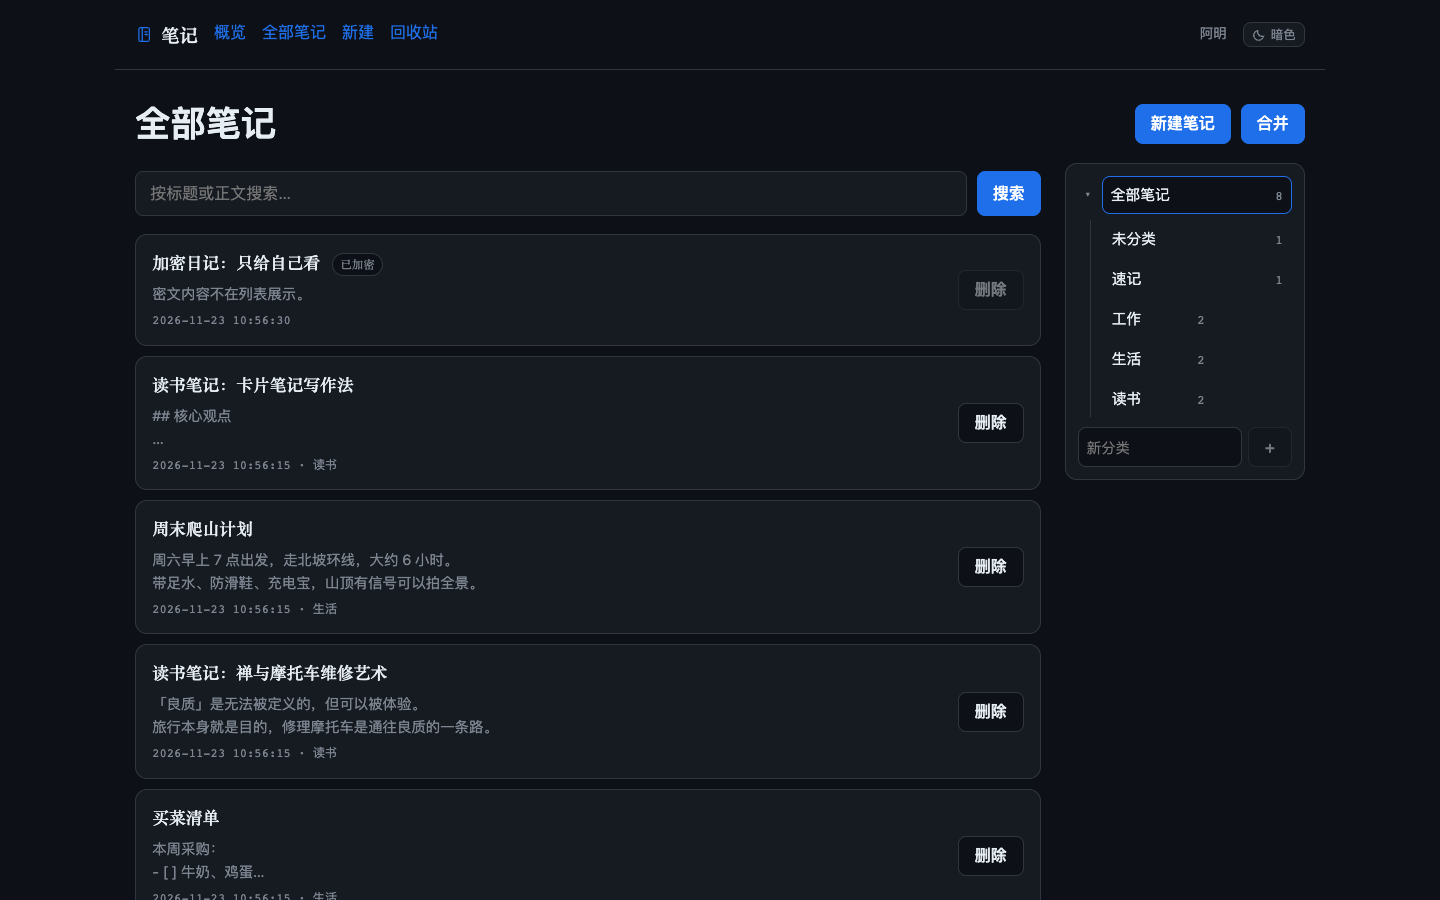 笔记 概览 全部笔记 新建 回收站 阿明 暗色
全部笔记
新建笔记 合并
按标题或正文搜索... 搜索
加密日记：只给自己看 已加密
密文内容不在列表展示。
2026-11-23 10:56:30
删除
读书笔记：卡片笔记写作法
## 核心观点
...
2026-11-23 10:56:15 · 读书
删除
周末爬山计划
周六早上 7 点出发，走北坡环线，大约 6 小时。
带足水、防滑鞋、充电宝，山顶有信号可以拍全景。
2026-11-23 10:56:15 · 生活
删除
读书笔记：禅与摩托车维修艺术
「良质」是无法被定义的，但可以被体验。
旅行本身就是目的，修理摩托车是通往良质的一条路。
2026-11-23 10:56:15 · 读书
删除
买菜清单
本周采购：
- [ ] 牛奶、鸡蛋...
2026-11-23 10:56:15 · 生活
删除
全部笔记 8
未分类 1
速记 1
工作 2
生活 2
读书 2
新分类 +